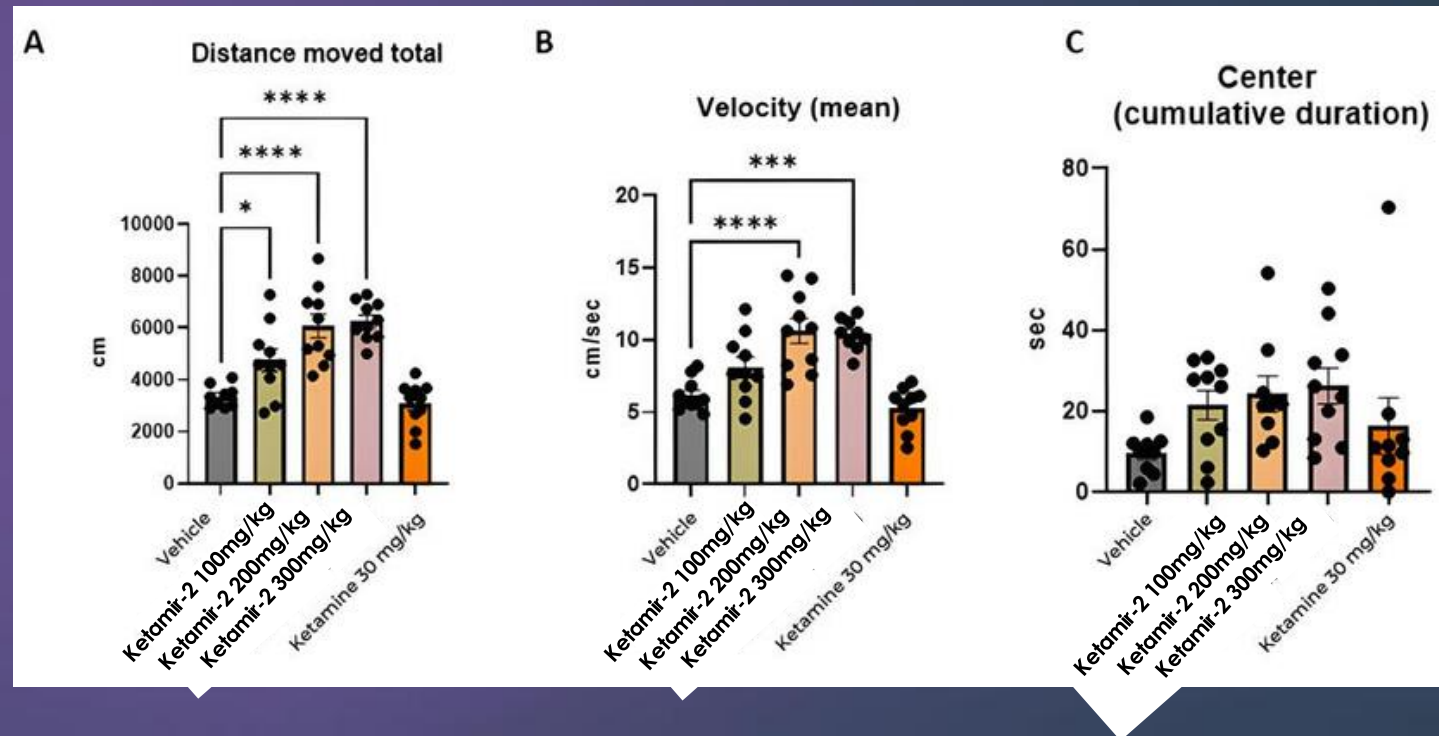 A
Distance moved total
****
****
*
10000
8000
6000
4000
2000
0
cm
Vehicle
Ketamir-2 100mg/kg
Ketamir-2 200mg/kg
Ketamir-2 300mg/kg
Ketamine 30 mg/kg
B
Velocity (mean)
***
****
20
15
10
5
0
cm/sec
Vehicle
Ketamir-2 100mg/kg
Ketamir-2 200mg/kg
Ketamir-2 300mg/kg
Ketamine 30 mg/kg
C
Center
(cumulative duration)
80
60
40
20
0
sec
Vehicle
Ketamir-2 100mg/kg
Ketamir-2 200mg/kg
Ketamir-2 300mg/kg
Ketamine 30 mg/kg